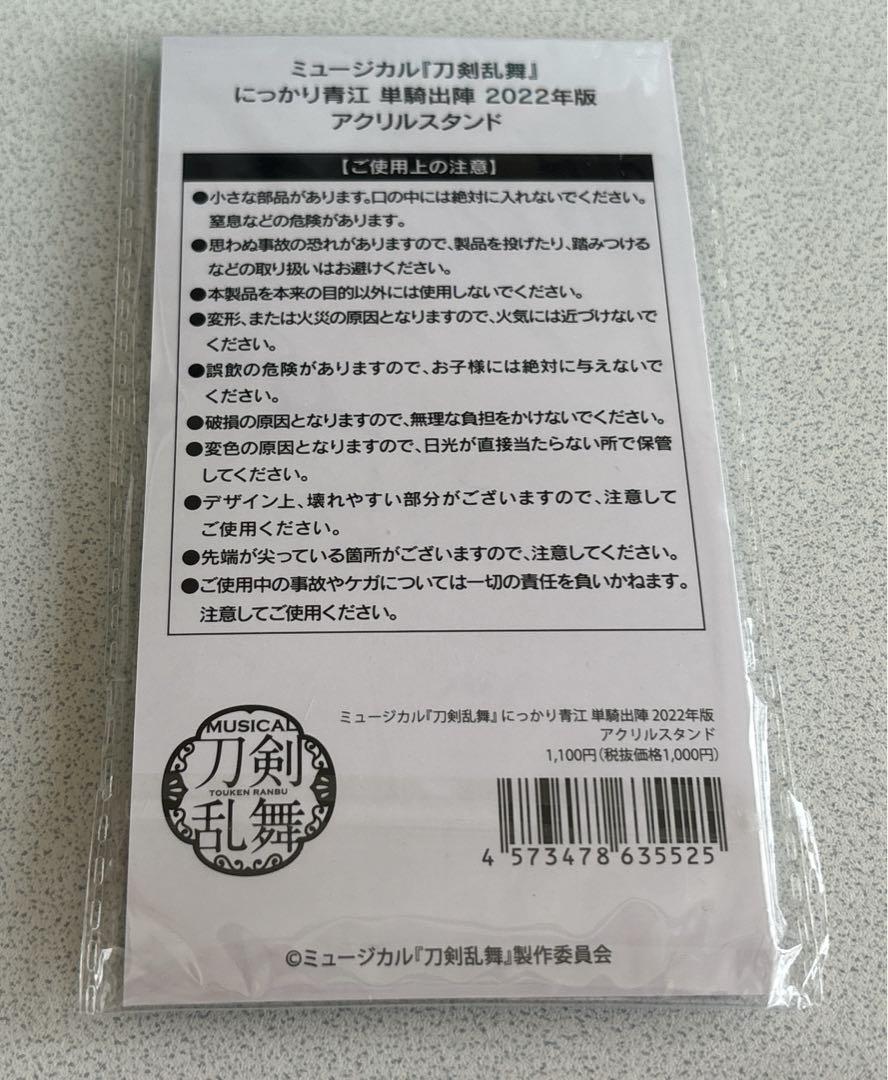 ミュージカル『刀剣乱舞』
にっかり青江 単騎出陣 2022年版
アクリルスタンド
【ご使用上の注意】
●小さな部品があります。口の中には絶対に入れないでください。
窒息などの危険があります。
●思わぬ事故の恐れがありますので、製品を投げたり、踏みつける
などの取り扱いはお避けください。
●本製品を本来の目的以外には使用しないでください。
●変形、または火災の原因となりますので、火気には近づけないで
ください。
●誤飲の危険がありますので、お子様には絶対に与えないで
ください。
●破損の原因となりますので、無理な負担をかけないでください。
●変色の原因となりますので、日光が直接当たらない所で保管
してください。
●デザイン上、壊れやすい部分がございますので、注意して
ご使用ください。
●先端が尖っている箇所がございますので、注意してください。
●ご使用中の事故やケガについては一切の責任を負いかねます。
注意してご使用ください。
MUSICAL
刀剣
TOUKEN RANBU
乱舞
ミュージカル『刀剣乱舞』 にっかり青江 単騎出陣 2022年版
アクリルスタンド
1,100円(税抜価格1,000円)
4 573478 635525
©ミュージカル『刀剣乱舞』製作委員会